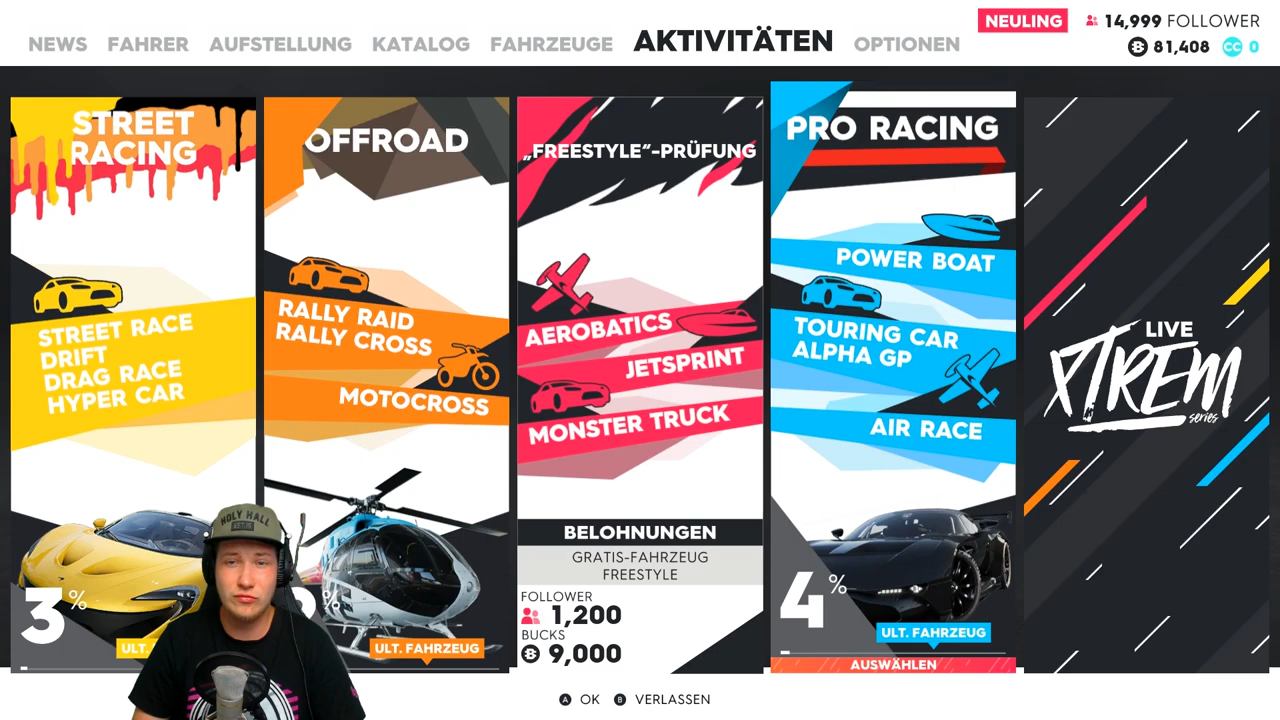 NEULING
14,999 FOLLOWER
NEWS FAHRER AUFSTELLUNG KATALOG FAHRZEUGE AKTIVITÄTEN OPTIONEN
81,408 CC 0
STREET
RACING
STREET RACE
DRIFT
DRAG RACE
HYPER CAR
3%
ULT.
OFFROAD
RALLY RAID
RALLY CROSS
MOTOCROSS
%
ULT. FAHRZEUG
„FREESTYLE“-PRÜFUNG
AEROBATICS
JETSPRINT
MONSTER TRUCK
BELOHNUNGEN
GRATIS-FAHRZEUG
FREESTYLE
FOLLOWER
1,200
BUCKS
9,000
PRO RACING
POWER BOAT
TOURING CAR
ALPHA GP
AIR RACE
4%
ULT. FAHRZEUG
AUSWÄHLEN
LIVE
XTREM
series
HOLY HALL
A OK B VERLASSEN